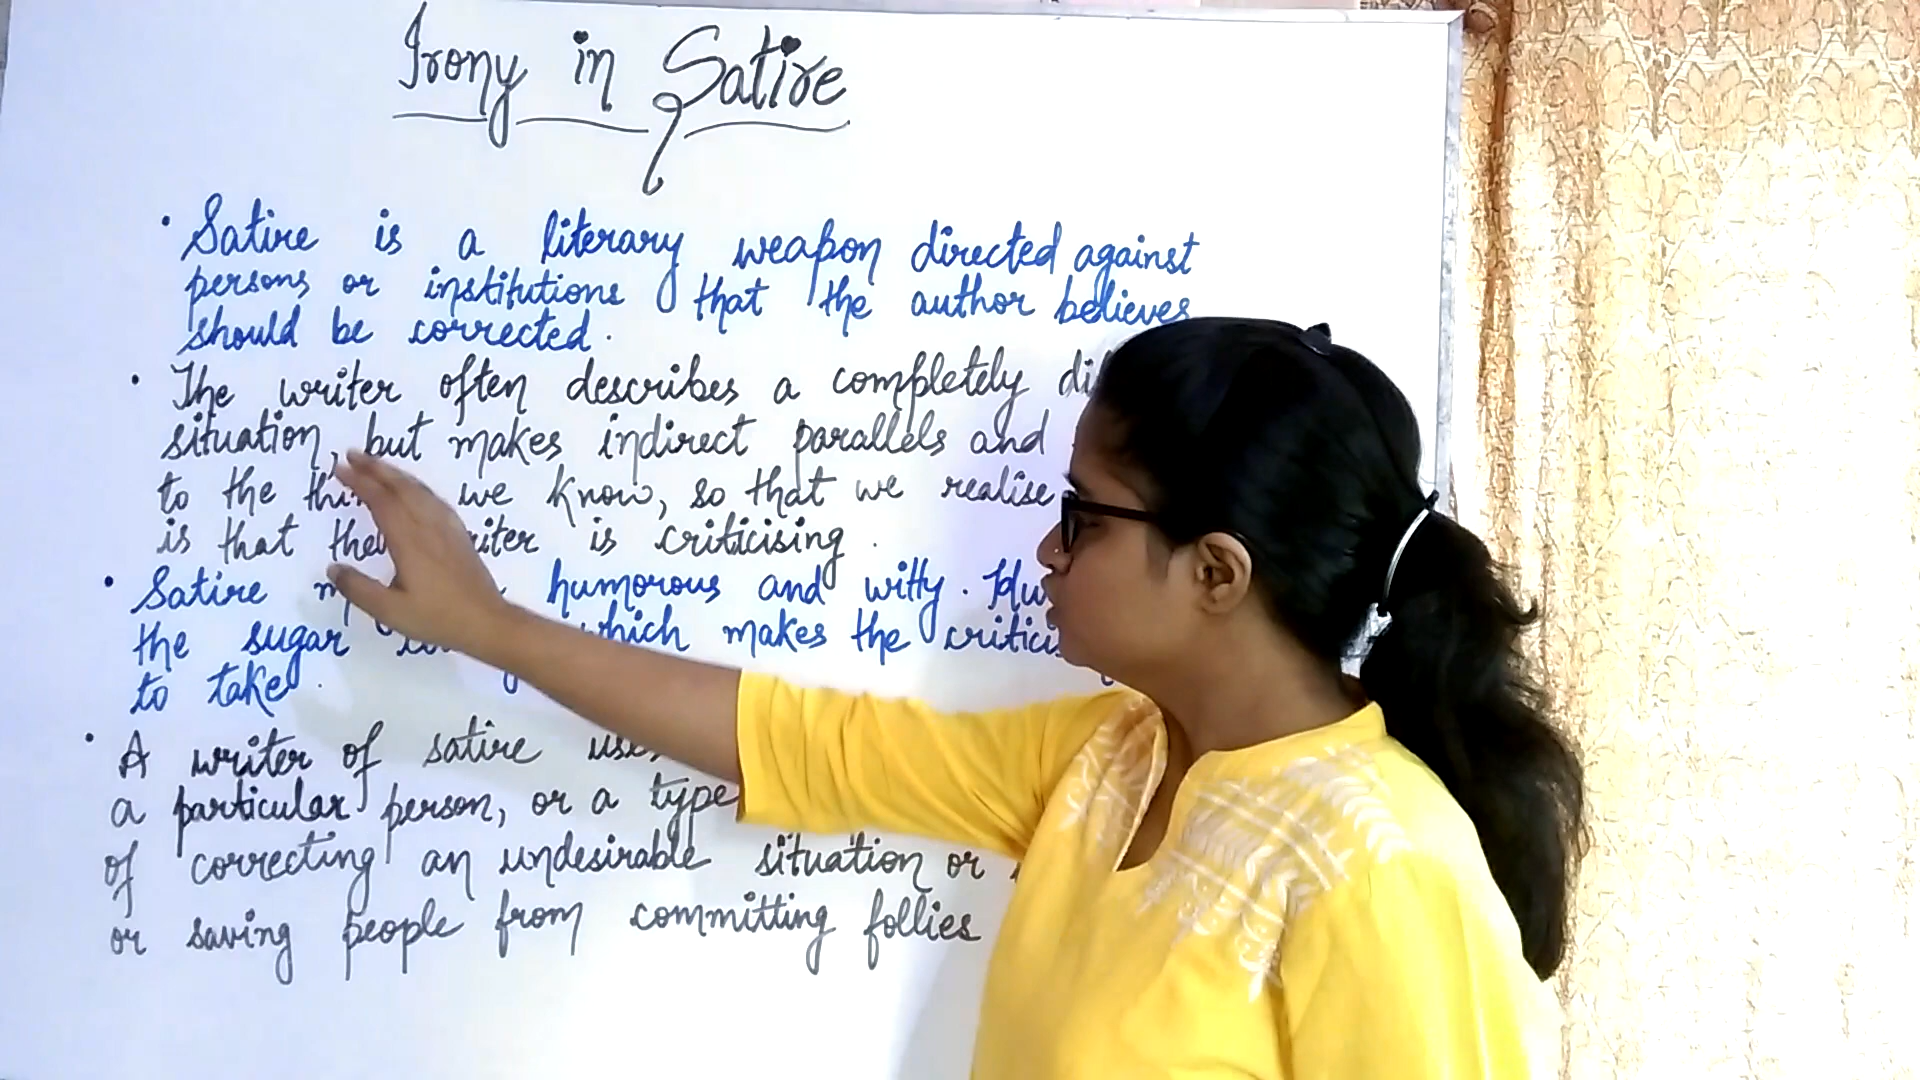 Irony in Satire
• Satire is a literary weapon directed against
persons or institutions that the author believes
should be corrected.
• The writer often describes a completely
situation, but makes indirect parallels and
to the we know, so that we realise
is that the is criticising.
• Satire humorous and witty.
the sugar which makes the
to take.
• A writer of satire
a particular person, or a type
of correcting an undesirable situation or
or saving people from committing follies